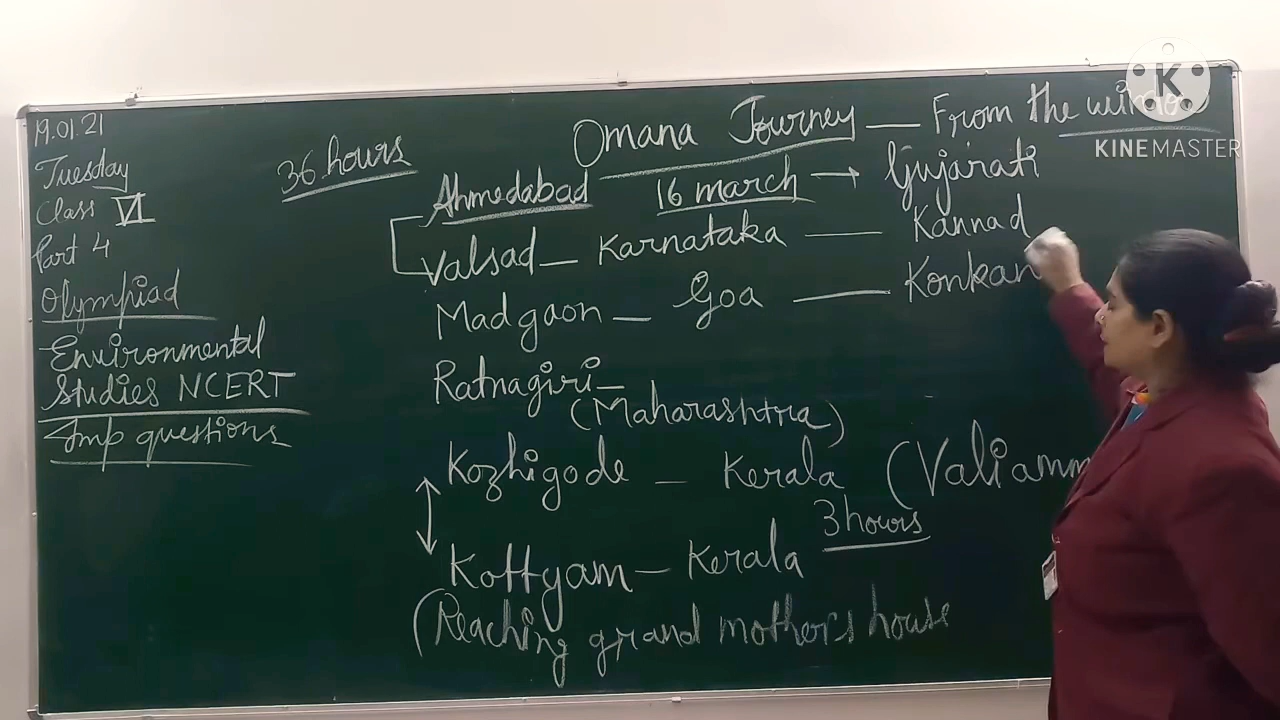 19.01.21
Tuesday
Class VI
Part 4
Olympiad
Environmental
Studies NCERT
Imp questions
36 hours
Omana Journey — From the window
Ahmedabad 16 march → Gujarati
Valsad — Karnataka — Kannad
Madgaon — Goa — Konkan
Ratnagiri —
(Maharashtra)
Kozhigode — Kerala (Valiamm
3 hours
Kottyam — Kerala
(Reaching grand mother's house
K
KINEMASTER